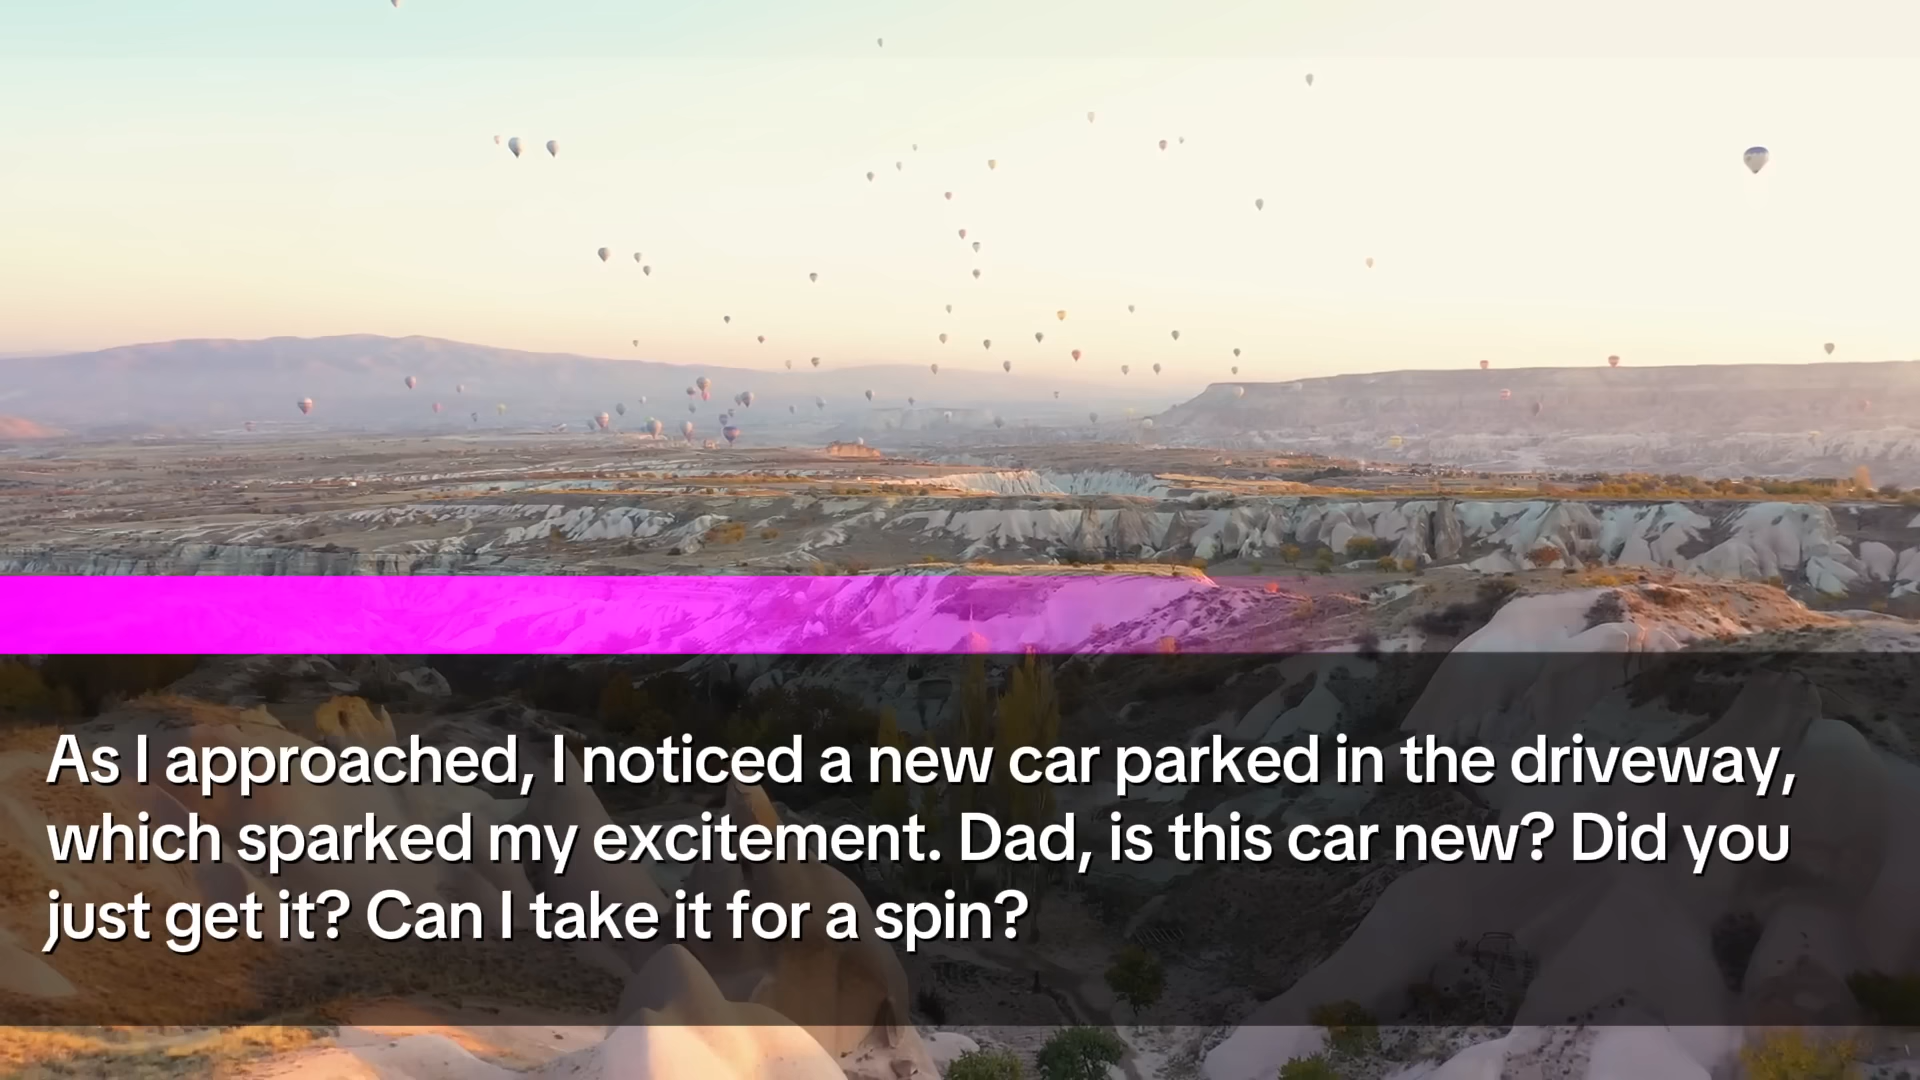 As I approached, I noticed a new car parked in the driveway,
which sparked my excitement. Dad, is this car new? Did you
just get it? Can I take it for a spin?